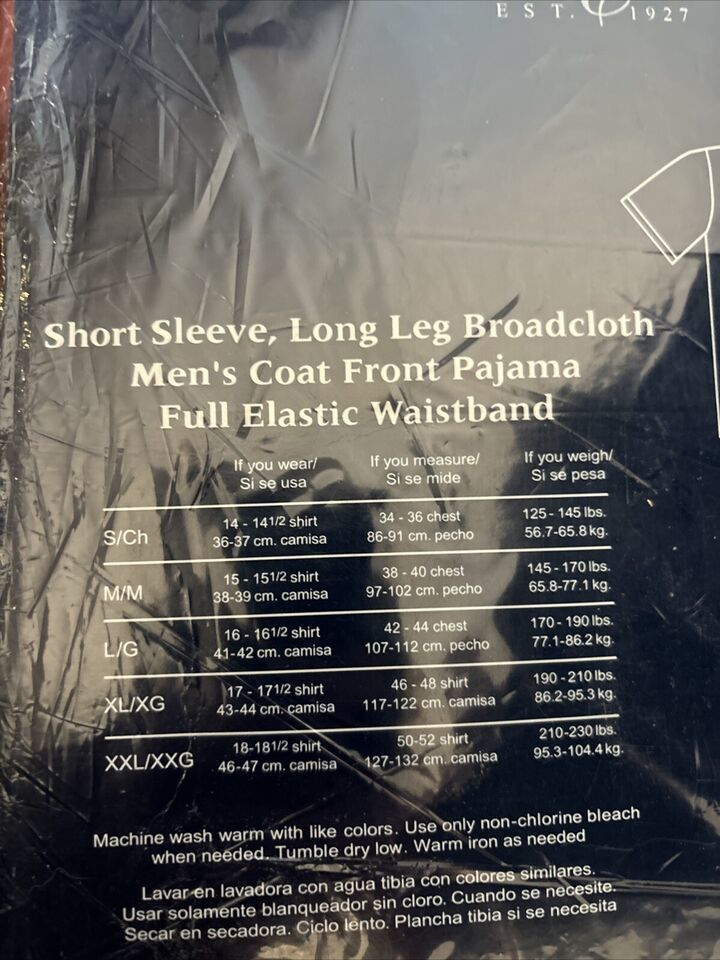 EST. 1927
Short Sleeve, Long Leg Broadcloth
Men's Coat Front Pajama
Full Elastic Waistband
If you wear/ If you measure/ If you weigh/
Si se usa Si se mide Si se pesa
S/Ch 14 - 14 1/2 shirt 34 - 36 chest 125 - 145 lbs.
36-37 cm. camisa 86-91 cm. pecho 56.7-65.8 kg.
M/M 15 - 15 1/2 shirt 38 - 40 chest 145 - 170 lbs.
38-39 cm. camisa 97-102 cm. pecho 65.8-77.1 kg.
L/G 16 - 16 1/2 shirt 42 - 44 chest 170 - 190 lbs.
41-42 cm. camisa 107-112 cm. pecho 77.1-86.2 kg.
XL/XG 17 - 17 1/2 shirt 46 - 48 shirt 190 - 210 lbs.
43-44 cm. camisa 117-122 cm. camisa 86.2-95.3 kg.
XXL/XXG 18-18 1/2 shirt 50-52 shirt 210-230 lbs.
46-47 cm. camisa 127-132 cm. camisa 95.3-104.4 kg.
Machine wash warm with like colors. Use only non-chlorine bleach
when needed. Tumble dry low. Warm iron as needed
Lavar en lavadora con agua tibia con colores similares.
Usar solamente blanqueador sin cloro. Cuando se necesite.
Secar en secadora. Ciclo lento. Plancha tibia si se necesita